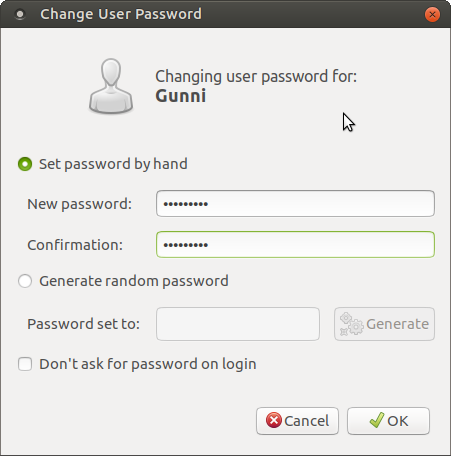 Change User Password
Changing user password for:
Gunni
Set password by hand
New password: •••••••••
Confirmation: •••••••••
Generate random password
Password set to: Generate
Don't ask for password on login
Cancel OK